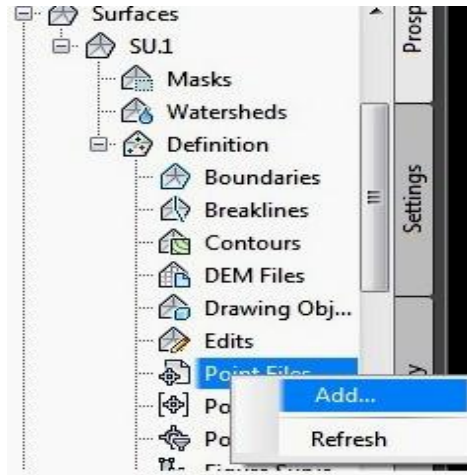 Surfaces
SU.1
Masks
Watersheds
Definition
Boundaries
Breaklines
Contours
DEM Files
Drawing Obj...
Edits
Point Files
Add...
Refresh
Prosp
Settings